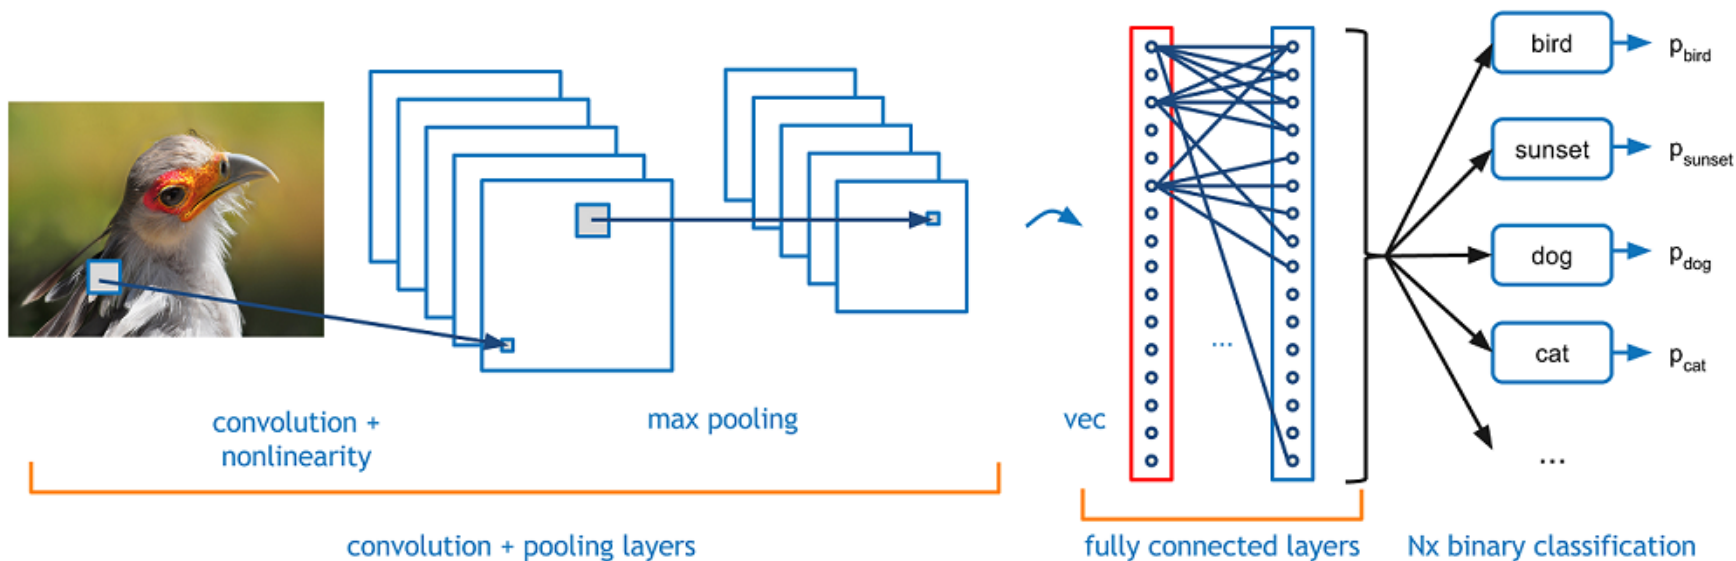 convolution +
nonlinearity
max pooling
vec
...
bird
sunset
dog
cat
...
p_bird
p_sunset
p_dog
p_cat
convolution + pooling layers
fully connected layers
Nx binary classification